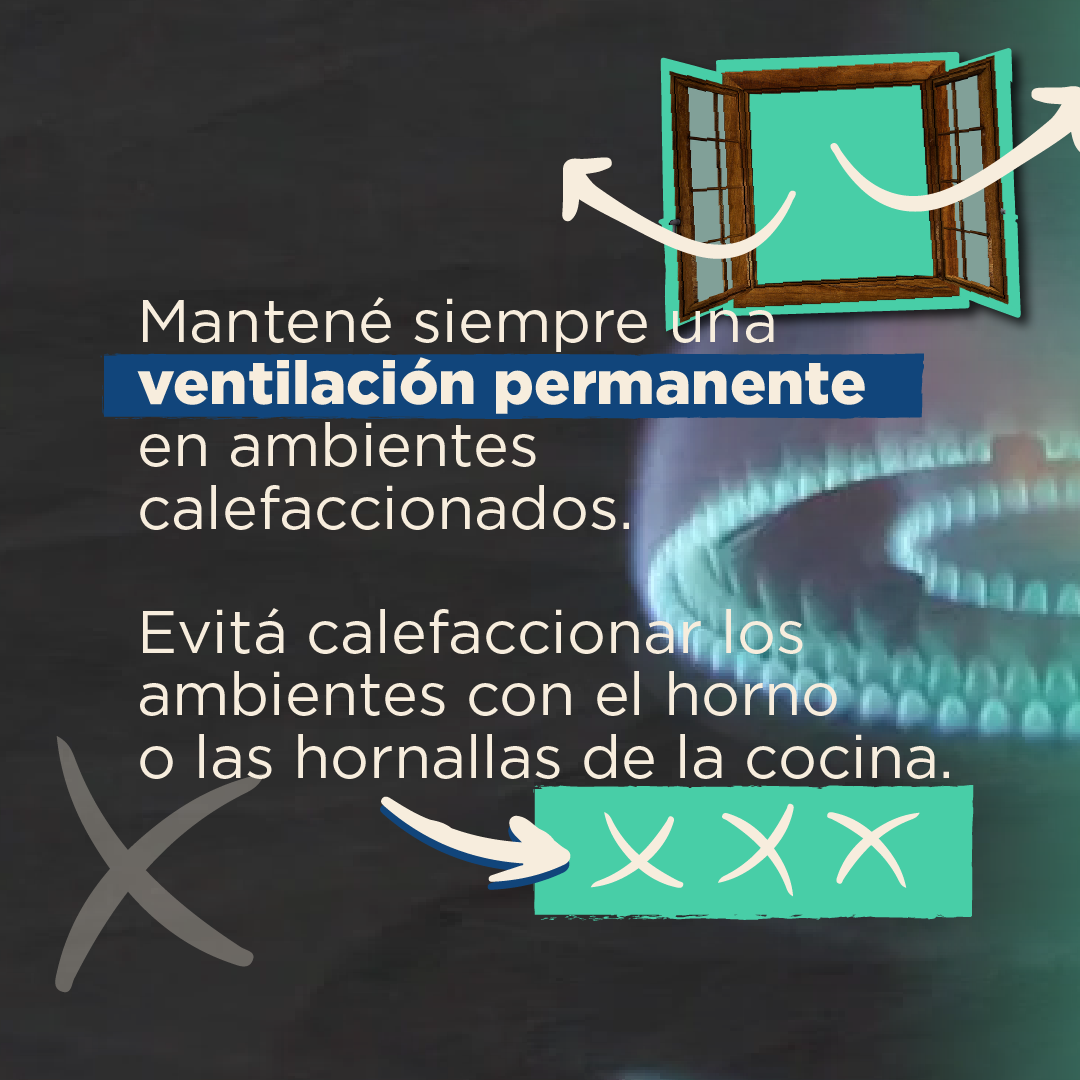 Mantené siempre una
ventilación permanente
en ambientes
calefaccionados.
Evitá calefaccionar los
ambientes con el horno
o las hornallas de la cocina.